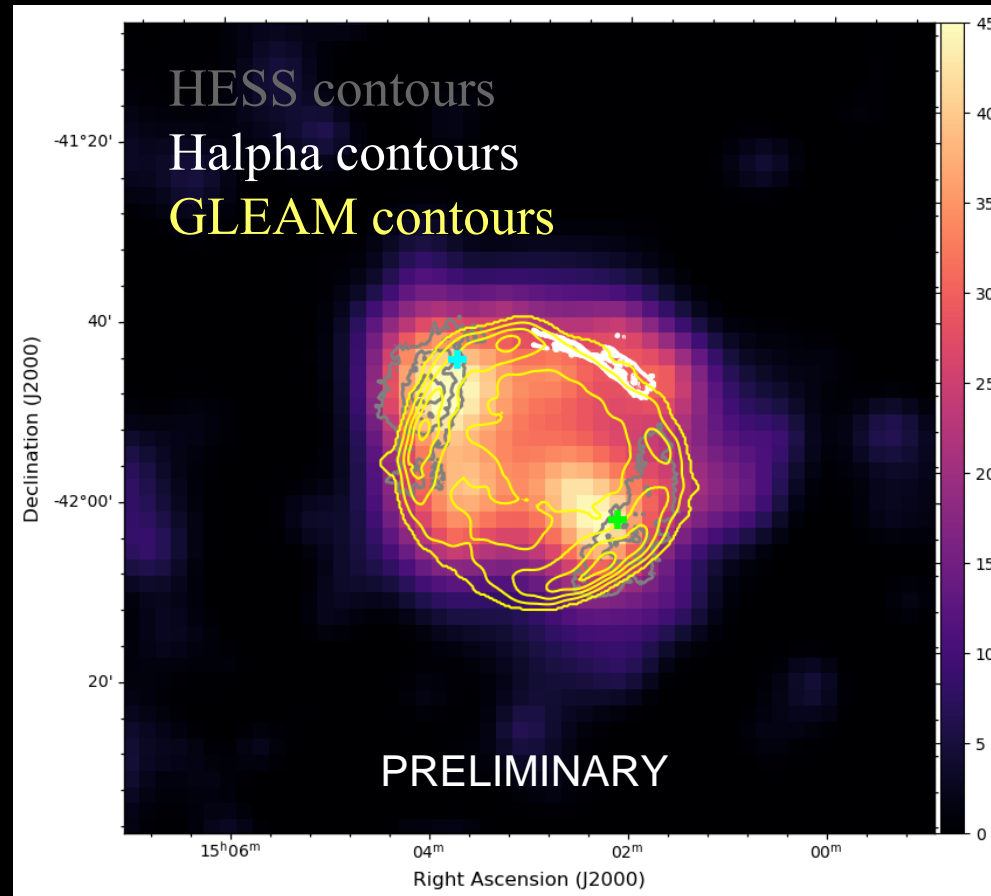 HESS contours
Halpha contours
GLEAM contours
PRELIMINARY
Declination (J2000)
-41°20'
40'
-42°00'
20'
15ʰ06ᵐ
04ᵐ
02ᵐ
00ᵐ
Right Ascension (J2000)
45
40
35
30
25
20
15
10
5
0